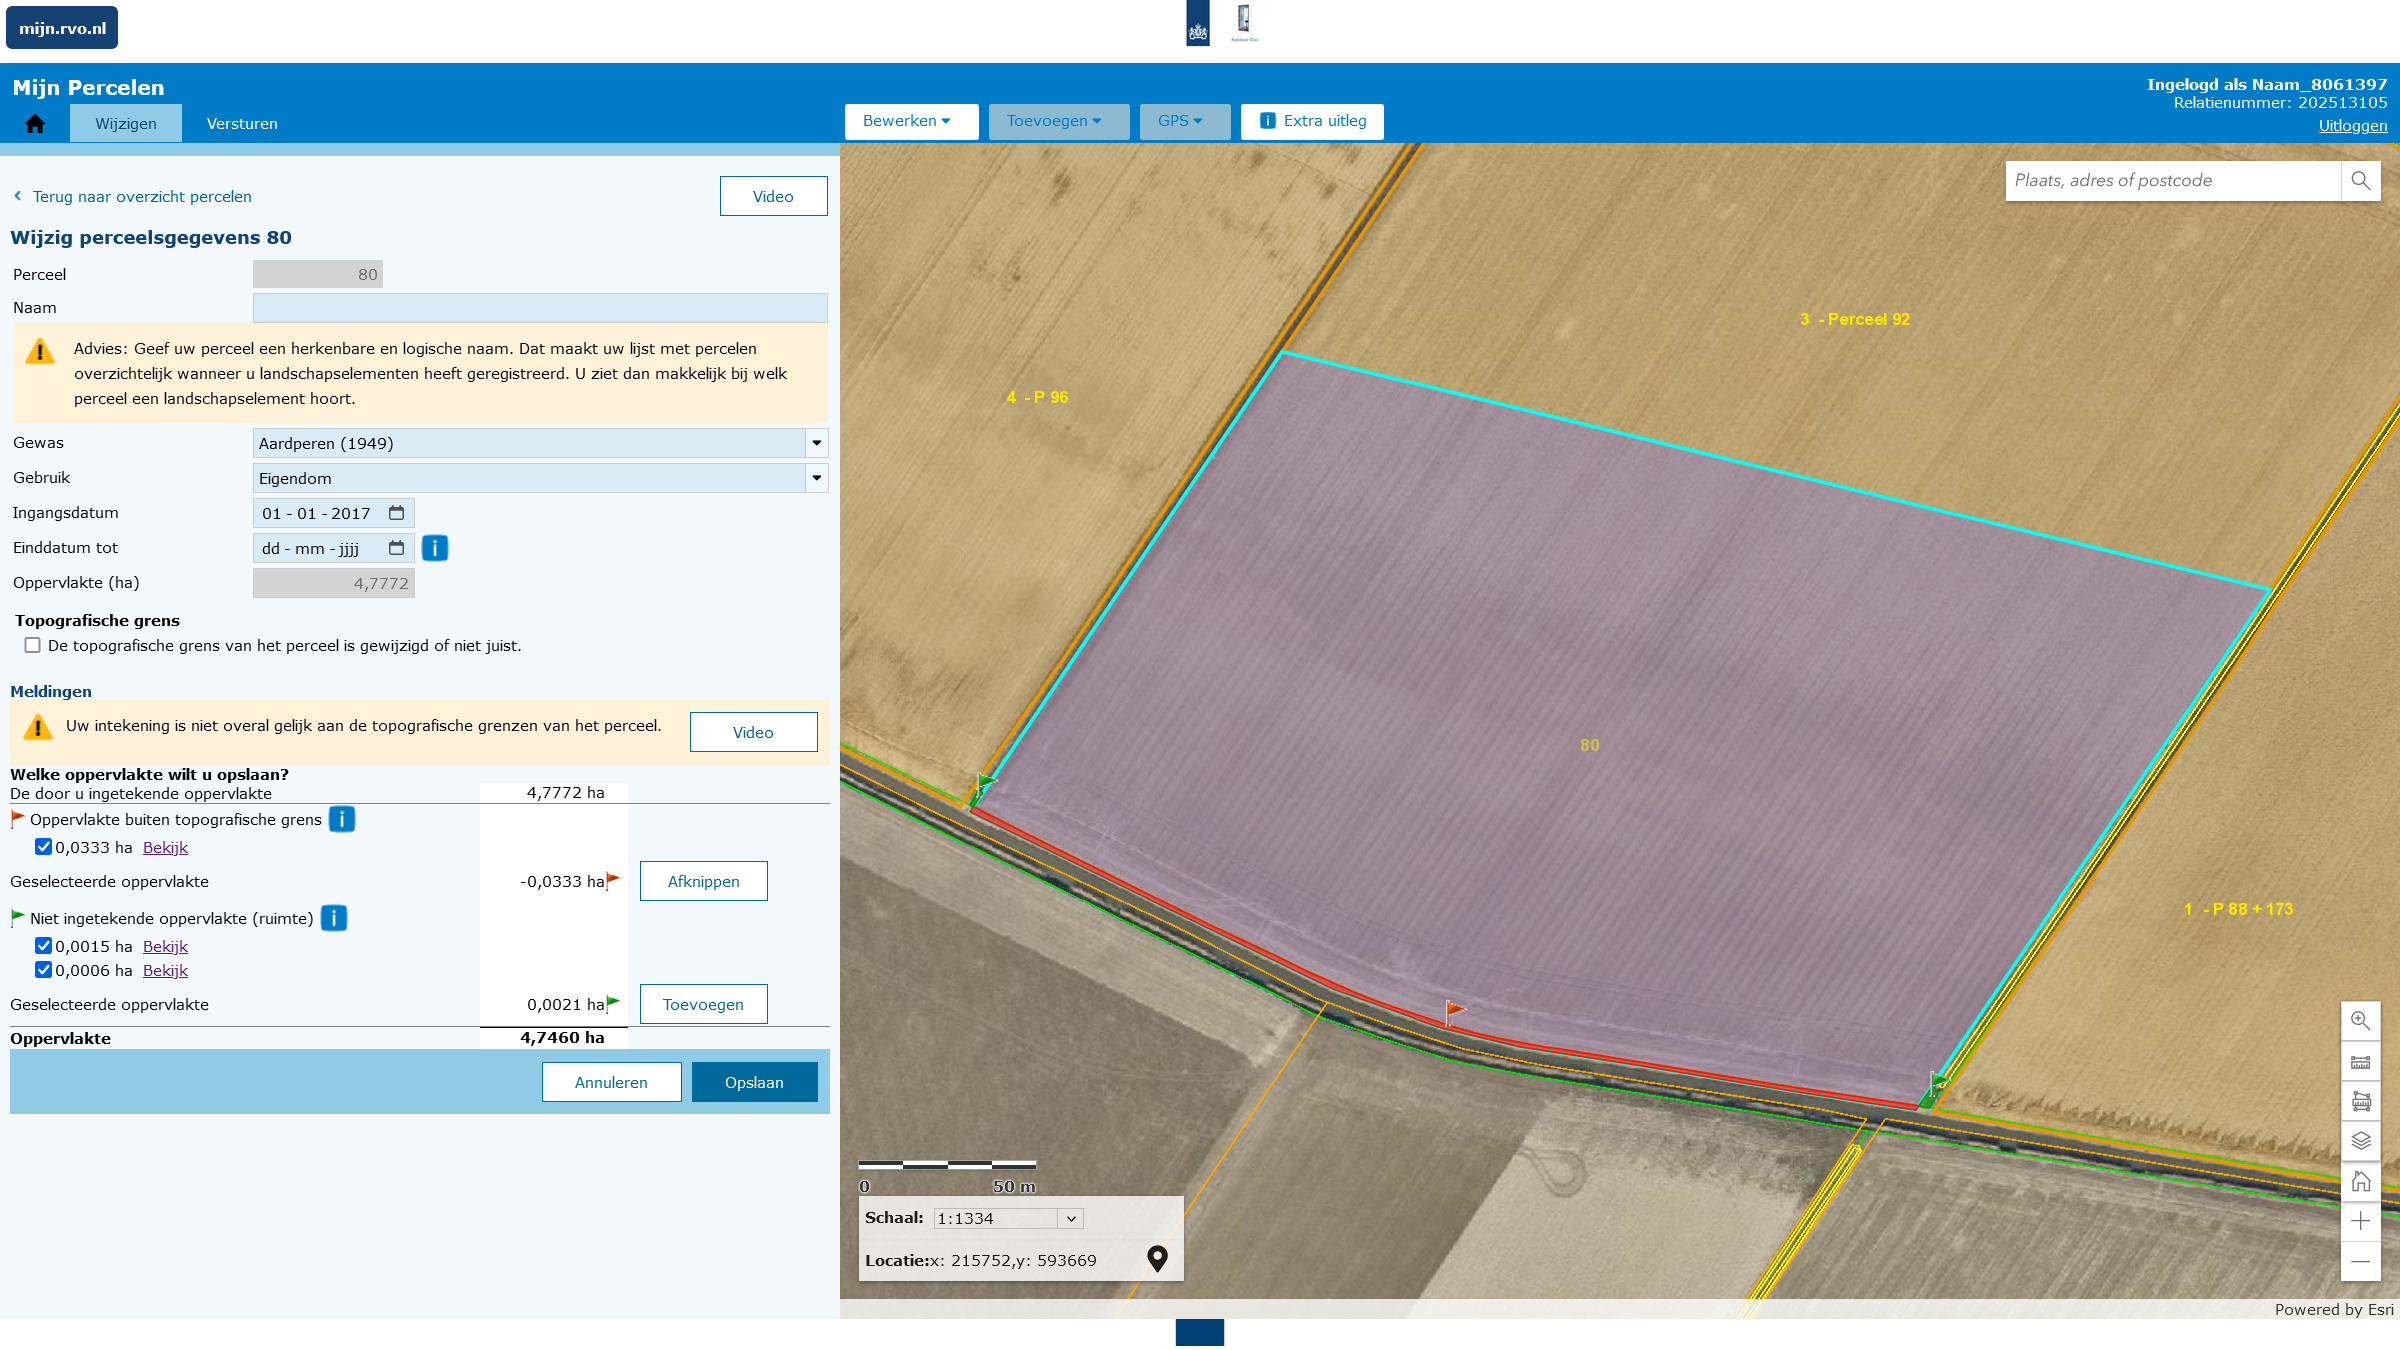 mijn.rvo.nl
Mijn Percelen
Wijzigen
Versturen
Bewerken
Toevoegen
GPS
i Extra uitleg
Ingelogd als Naam_8061397
Relatienummer: 202513105
Uitloggen
Terug naar overzicht percelen
Video
Wijzig perceelsgegevens 80
Perceel 80
Naam
Advies: Geef uw perceel een herkenbare en logische naam. Dat maakt uw lijst met percelen
overzichtelijk wanneer u landschapselementen heeft geregistreerd. U ziet dan makkelijk bij welk
perceel een landschapselement hoort.
Gewas Aardperen (1949)
Gebruik Eigendom
Ingangsdatum 01 - 01 - 2017
Einddatum tot dd - mm - jjjj i
Oppervlakte (ha) 4,7772
Topografische grens
De topografische grens van het perceel is gewijzigd of niet juist.
Meldingen
Uw intekening is niet overal gelijk aan de topografische grenzen van het perceel.
Video
Welke oppervlakte wilt u opslaan?
De door u ingetekende oppervlakte 4,7772 ha
Oppervlakte buiten topografische grens i
0,0333 ha Bekijk
Geselecteerde oppervlakte -0,0333 ha Afknippen
Niet ingetekende oppervlakte (ruimte) i
0,0015 ha Bekijk
0,0006 ha Bekijk
Geselecteerde oppervlakte 0,0021 ha Toevoegen
Oppervlakte 4,7460 ha
Annuleren Opslaan
Plaats, adres of postcode
3 - Perceel 92
4 - P 96
80
1 - P 88 + 173
0 50 m
Schaal: 1:1334
Locatie:x: 215752,y: 593669
Powered by Esri